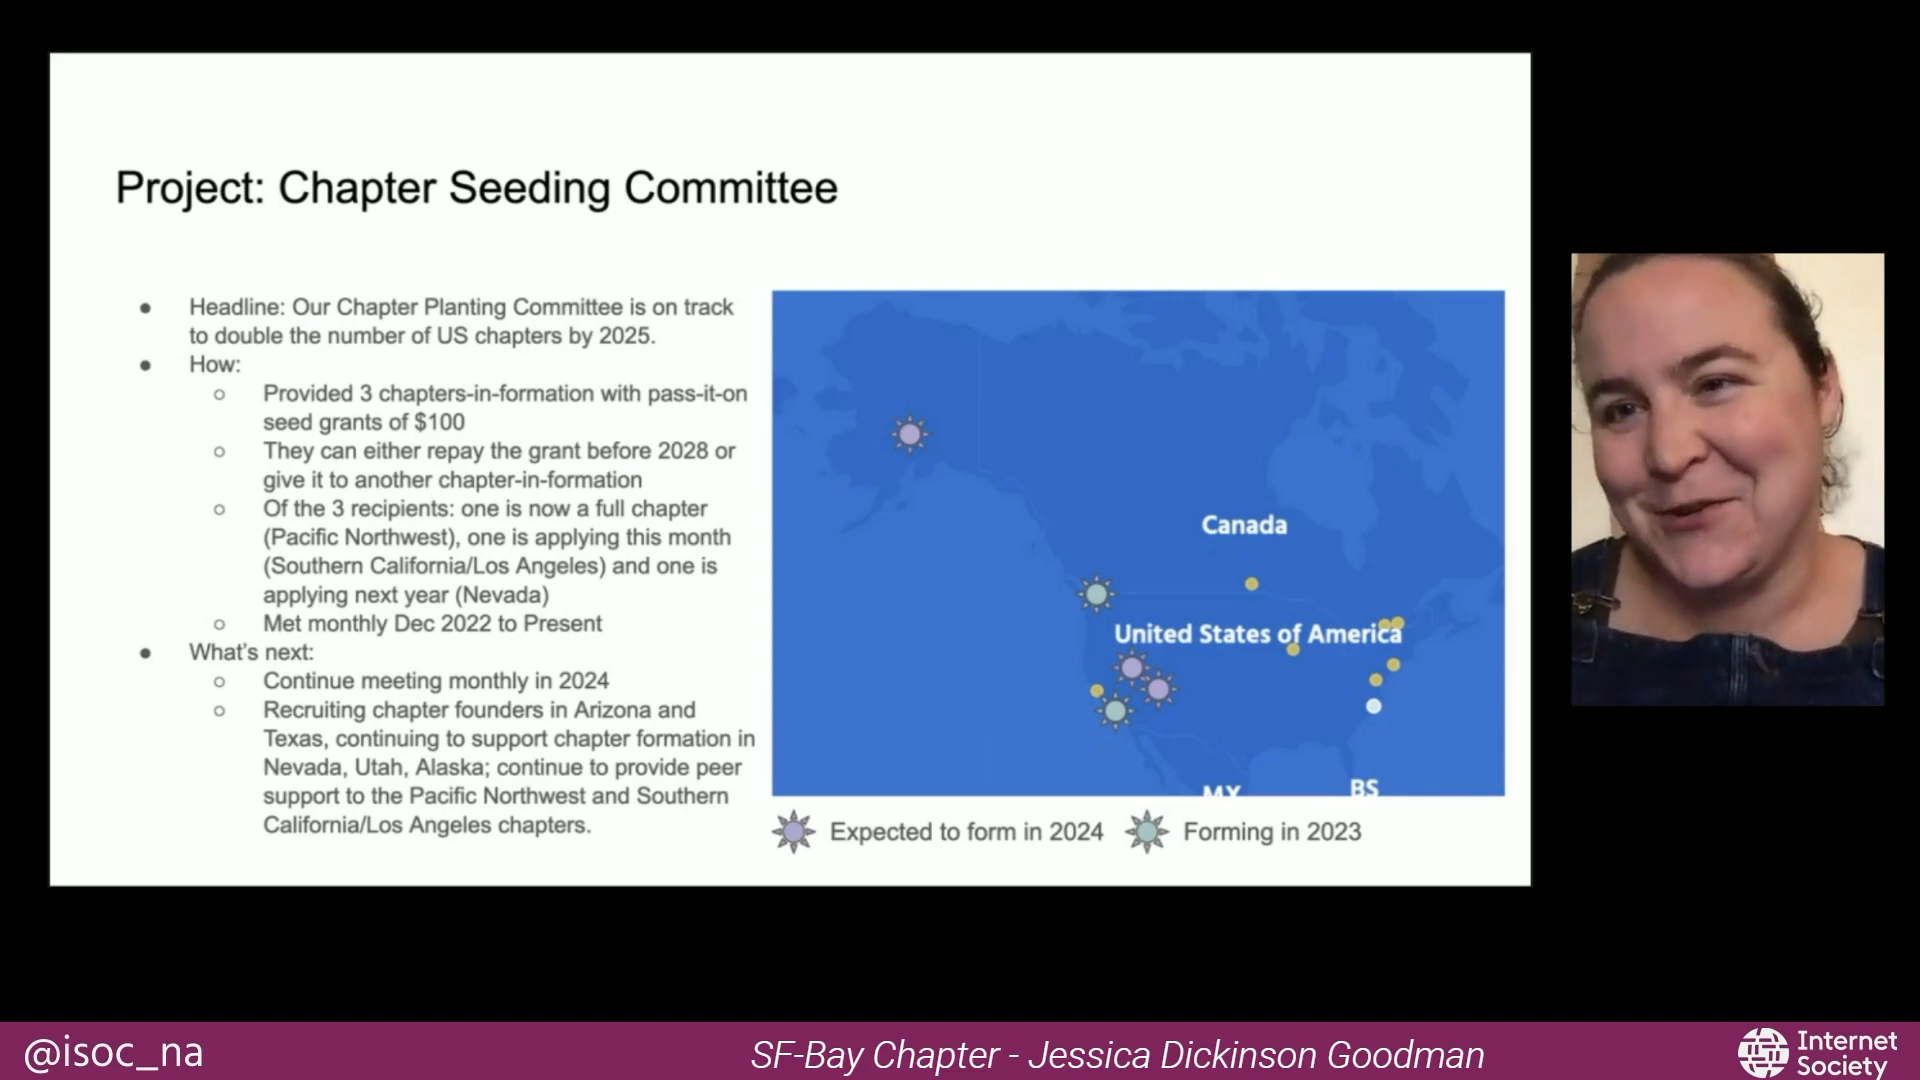 Project: Chapter Seeding Committee
● Headline: Our Chapter Planting Committee is on track
to double the number of US chapters by 2025.
● How:
○ Provided 3 chapters-in-formation with pass-it-on
seed grants of $100
○ They can either repay the grant before 2028 or
give it to another chapter-in-formation
○ Of the 3 recipients: one is now a full chapter
(Pacific Northwest), one is applying this month
(Southern California/Los Angeles) and one is
applying next year (Nevada)
○ Met monthly Dec 2022 to Present
● What's next:
○ Continue meeting monthly in 2024
○ Recruiting chapter founders in Arizona and
Texas, continuing to support chapter formation in
Nevada, Utah, Alaska; continue to provide peer
support to the Pacific Northwest and Southern
California/Los Angeles chapters.
Canada
United States of America
MX
BS
Expected to form in 2024
Forming in 2023
@isoc_na
SF-Bay Chapter - Jessica Dickinson Goodman
Internet
Society